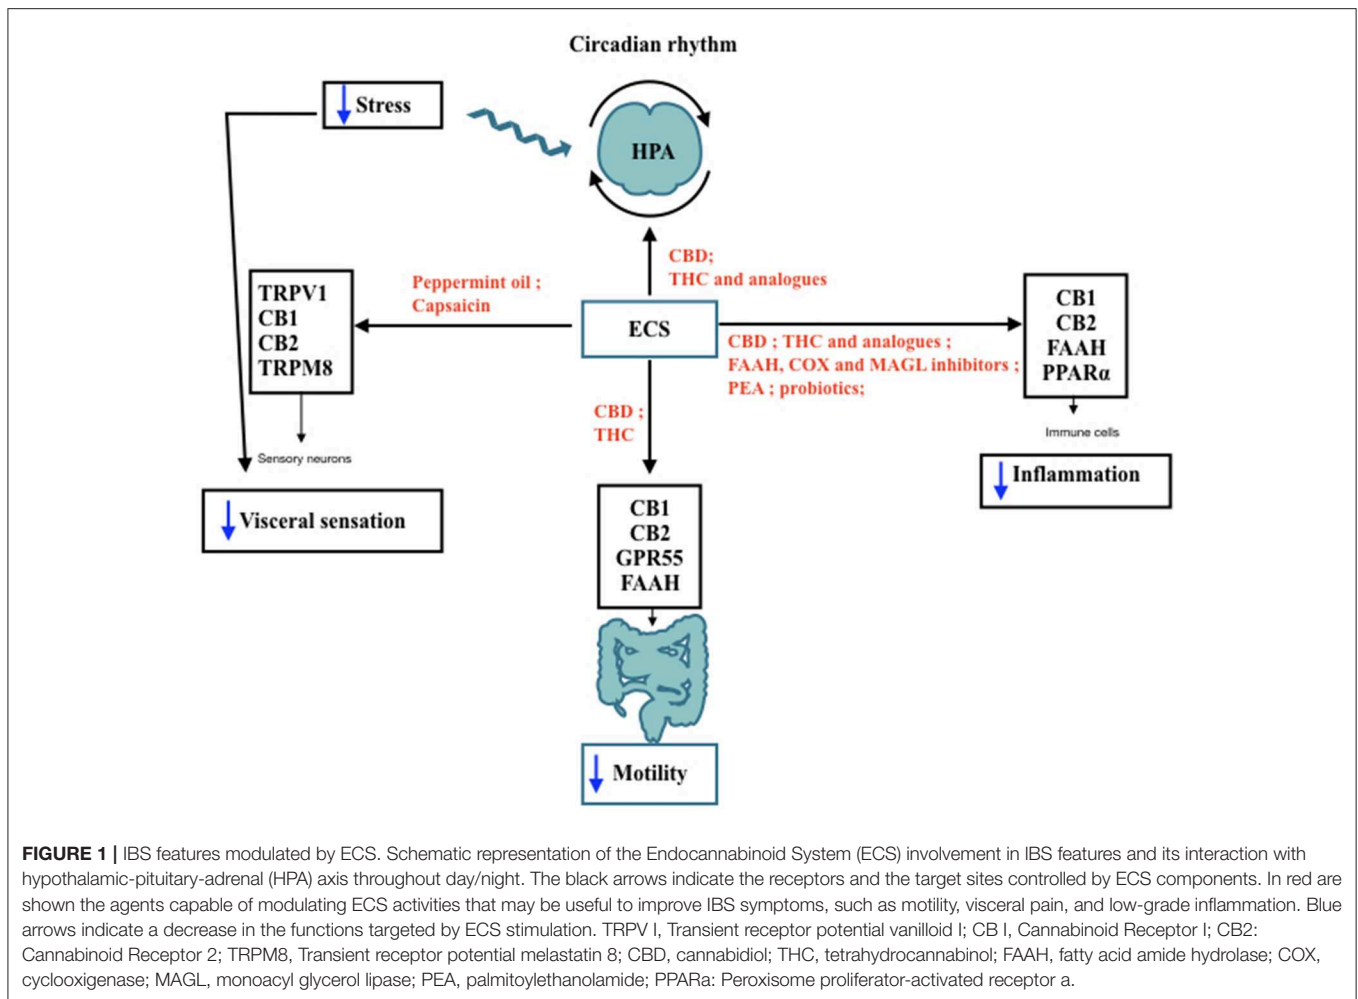 Circadian rhythm
Stress
HPA
CBD;
THC and analogues
Peppermint oil ;
Capsaicin
TRPV1
CB1
CB2
TRPM8
ECS
CB1
CB2
FAAH
PPARα
CBD ; THC and analogues ;
FAAH, COX and MAGL inhibitors ;
PEA ; probiotics;
CBD ;
THC
Immune cells
Sensory neurons
Inflammation
Visceral sensation
CB1
CB2
GPR55
FAAH
Motility
FIGURE 1 | IBS features modulated by ECS. Schematic representation of the Endocannabinoid System (ECS) involvement in IBS features and its interaction with
hypothalamic-pituitary-adrenal (HPA) axis throughout day/night. The black arrows indicate the receptors and the target sites controlled by ECS components. In red are
shown the agents capable of modulating ECS activities that may be useful to improve IBS symptoms, such as motility, visceral pain, and low-grade inflammation. Blue
arrows indicate a decrease in the functions targeted by ECS stimulation. TRPV I, Transient receptor potential vanilloid I; CB I, Cannabinoid Receptor I; CB2:
Cannabinoid Receptor 2; TRPM8, Transient receptor potential melastatin 8; CBD, cannabidiol; THC, tetrahydrocannabinol; FAAH, fatty acid amide hydrolase; COX,
cyclooxigenase; MAGL, monoacyl glycerol lipase; PEA, palmitoylethanolamide; PPARa: Peroxisome proliferator-activated receptor a.